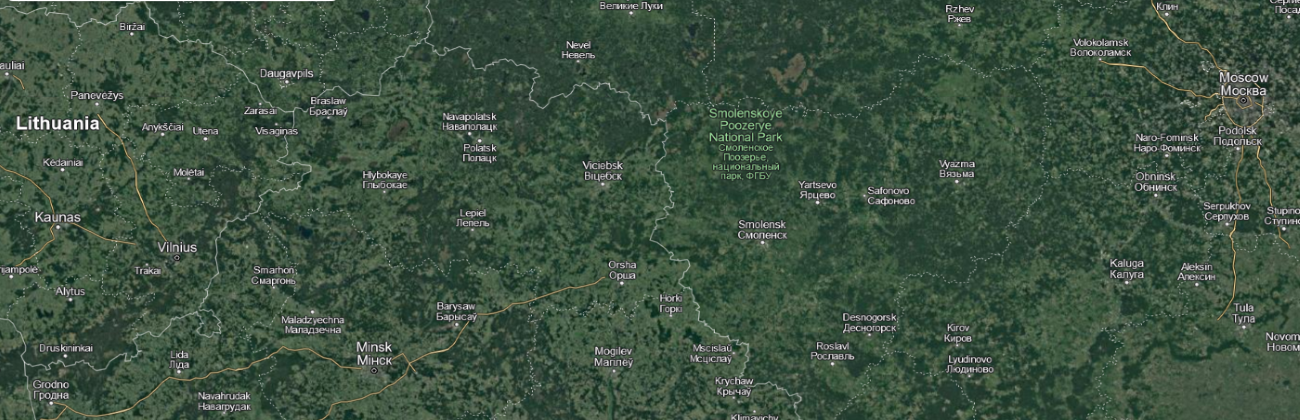 Великие Луки
Rzhev
Ржев
Клин
Biržai
Nevel
Невель
Volokolamsk
Волоколамск
Daugavpils
Moscow
Москва
Panevėžys
Zarasai
Braslaw
Браслаў
Lithuania
Anykščiai
Utena
Visaginas
Navapolatsk
Наваполацк
Polatsk
Полацк
Smolenskoye
Poozerye
National Park
Смоленское
Поозерье
национальный
парк, ФГБУ
Podolsk
Подольск
Naro-Fominsk
Наро-Фоминск
Kėdainiai
Molėtai
Hlybokaye
Глыбокае
Viciebsk
Віцебск
Vyazma
Вязьма
Yartsevo
Ярцево
Safonovo
Сафоново
Obninsk
Обнинск
Kaunas
Lepiel
Лепель
Smolensk
Смоленск
Serpukhov
Серпухов
Stupino
Vilnius
Trakai
Smarhon'
Смаргонь
Orsha
Орша
Kaluga
Калуга
Aleksin
Алексин
Alytus
Horki
Горкі
Barysaw
Барысаў
Maladzyechna
Маладзечна
Desnogorsk
Десногорск
Kirov
Киров
Tula
Тула
Druskininkai
Lida
Ліда
Minsk
Мінск
Mogilev
Магілёў
Mscislaŭ
Мсціслаў
Roslavl
Рославль
Lyudinovo
Людиново
Grodno
Гродна
Navahrudak
Навагрудак
Krychaw
Крычаў
Klimavichy